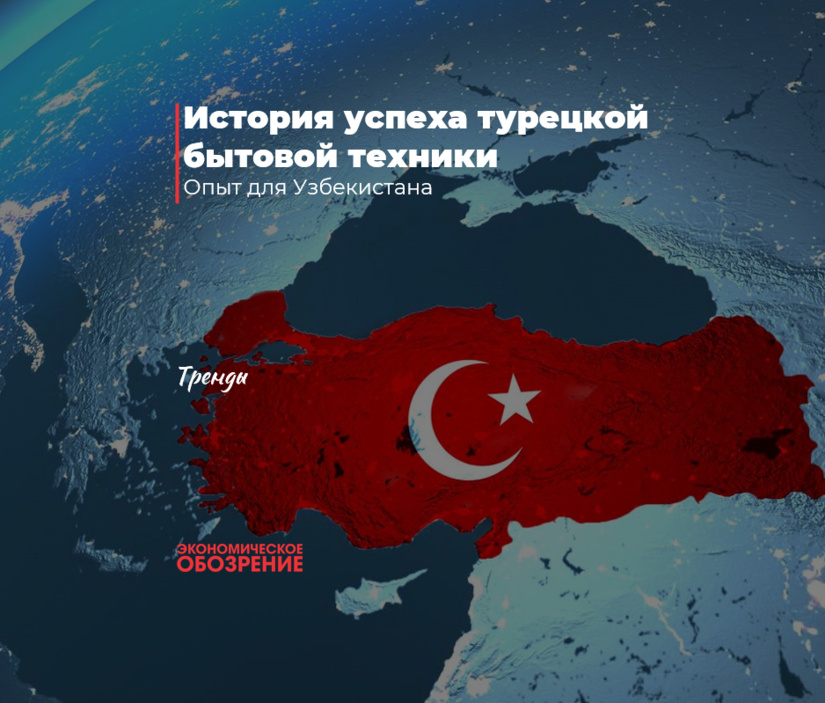 История успеха турецкой
бытовой техники
Опыт для Узбекистана
Тренды
ЭКОНОМИЧЕСКОЕ
ОБОЗРЕНИЕ